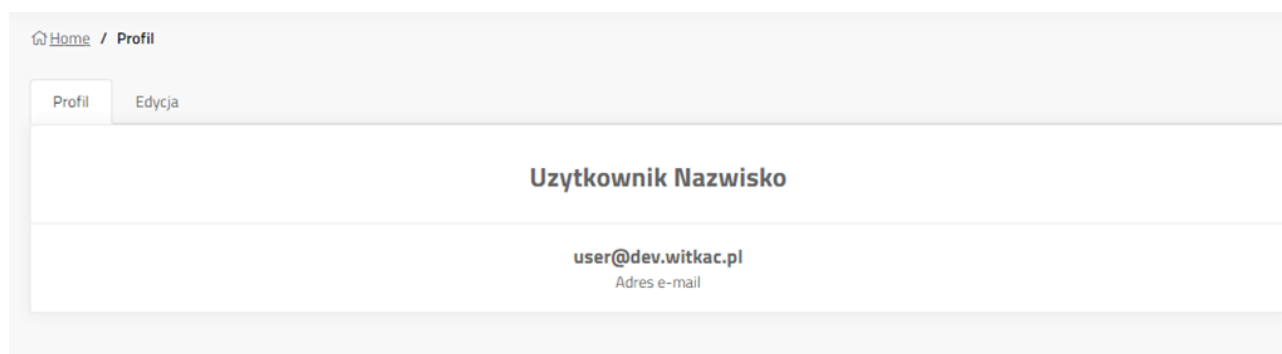 Home / Profil
Profil Edycja
Uzytkownik Nazwisko
user@dev.witkac.pl
Adres e-mail